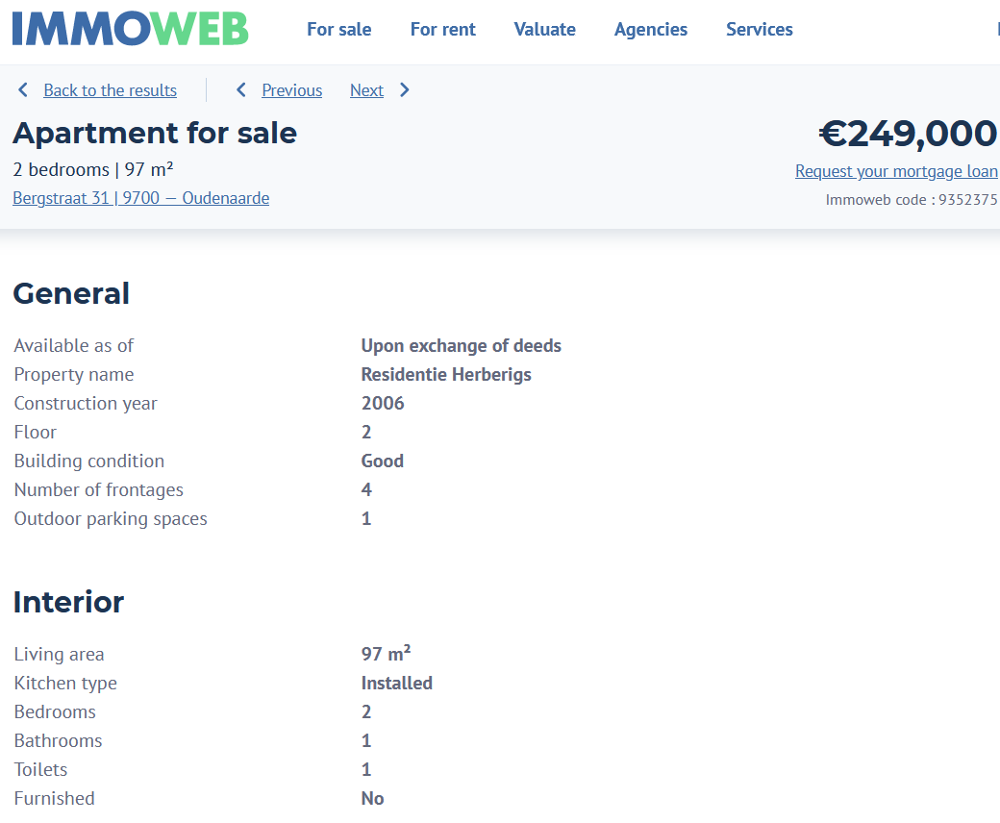 IMMOWEB For sale For rent Valuate Agencies Services
Back to the results Previous Next
Apartment for sale €249,000
2 bedrooms | 97 m² Request your mortgage loan
Bergstraat 31 | 9700 — Oudenaarde Immoweb code : 9352375
General
Available as of Upon exchange of deeds
Property name Residentie Herberigs
Construction year 2006
Floor 2
Building condition Good
Number of frontages 4
Outdoor parking spaces 1
Interior
Living area 97 m²
Kitchen type Installed
Bedrooms 2
Bathrooms 1
Toilets 1
Furnished No